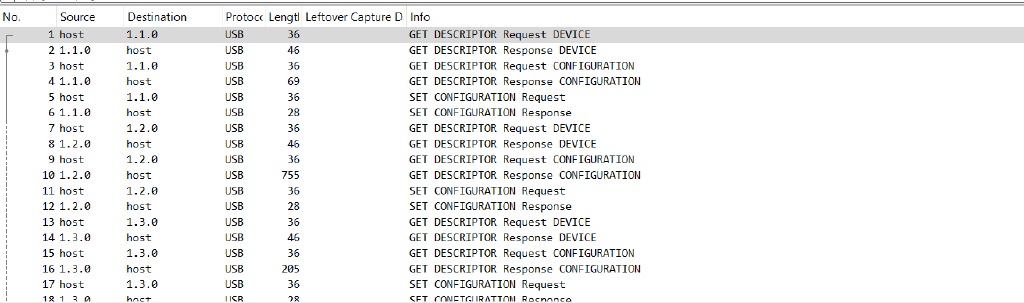 No. Source Destination Protocc Lengtl Leftover Capture D Info
1 host 1.1.0 USB 36 GET DESCRIPTOR Request DEVICE
2 1.1.0 host USB 46 GET DESCRIPTOR Response DEVICE
3 host 1.1.0 USB 36 GET DESCRIPTOR Request CONFIGURATION
4 1.1.0 host USB 69 GET DESCRIPTOR Response CONFIGURATION
5 host 1.1.0 USB 36 SET CONFIGURATION Request
6 1.1.0 host USB 28 SET CONFIGURATION Response
7 host 1.2.0 USB 36 GET DESCRIPTOR Request DEVICE
8 1.2.0 host USB 46 GET DESCRIPTOR Response DEVICE
9 host 1.2.0 USB 36 GET DESCRIPTOR Request CONFIGURATION
10 1.2.0 host USB 755 GET DESCRIPTOR Response CONFIGURATION
11 host 1.2.0 USB 36 SET CONFIGURATION Request
12 1.2.0 host USB 28 SET CONFIGURATION Response
13 host 1.3.0 USB 36 GET DESCRIPTOR Request DEVICE
14 1.3.0 host USB 46 GET DESCRIPTOR Response DEVICE
15 host 1.3.0 USB 36 GET DESCRIPTOR Request CONFIGURATION
16 1.3.0 host USB 205 GET DESCRIPTOR Response CONFIGURATION
17 host 1.3.0 USB 36 SET CONFIGURATION Request
18 1.3.0 host USB 28 SET CONFIGURATION Response